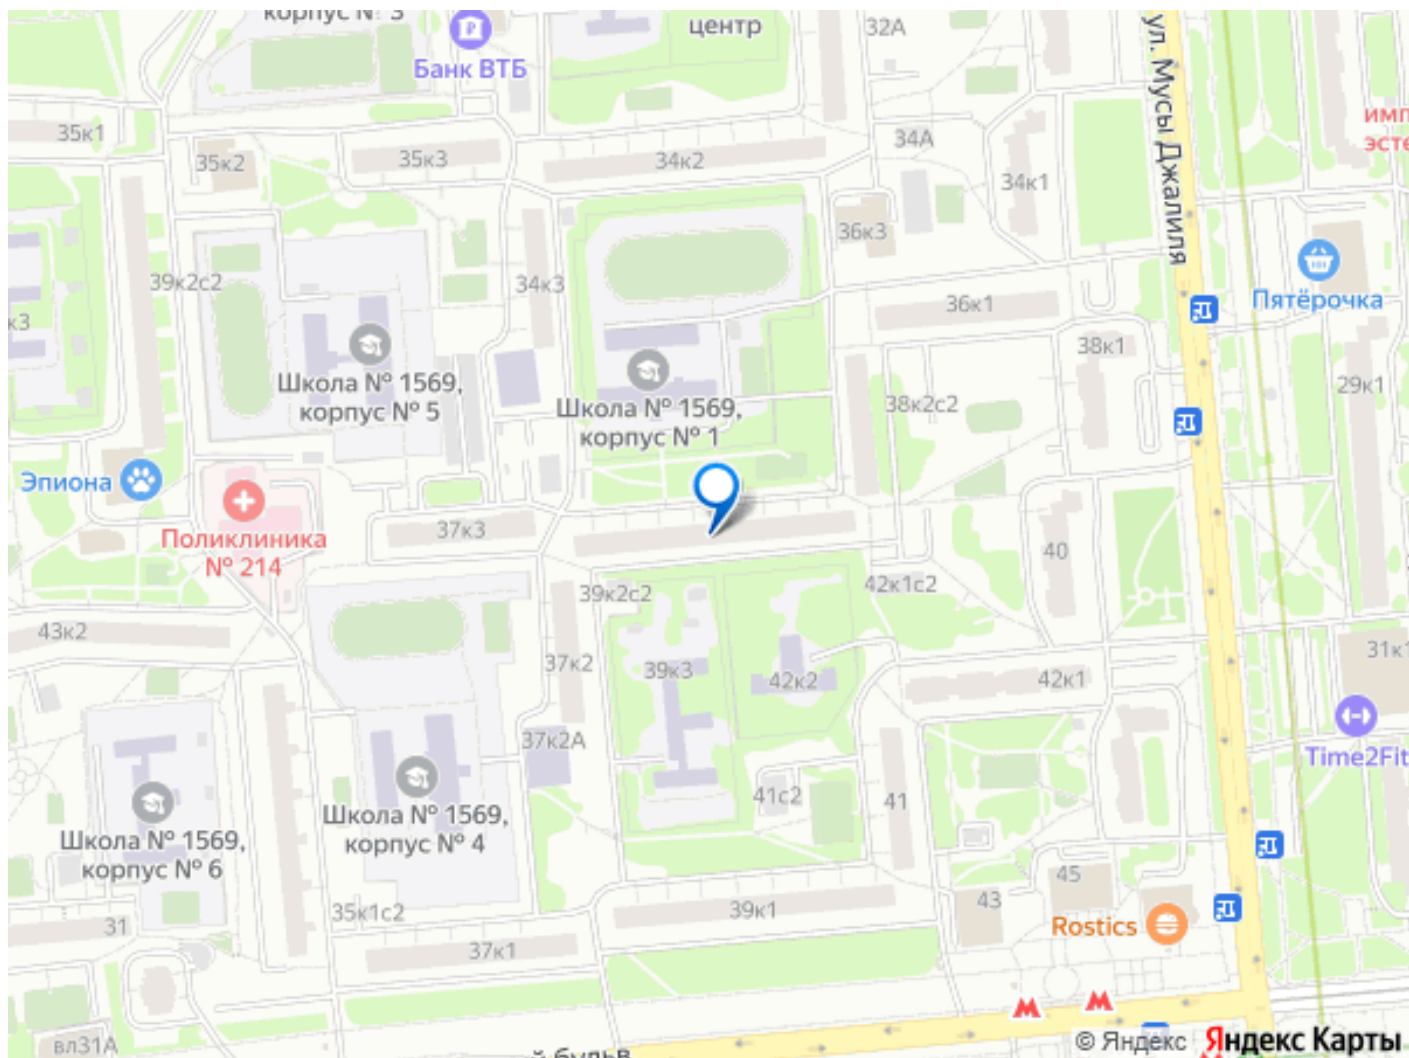 корпус № 3
Банк ВТБ
центр
32А
ул. Мусы Джалиля
35к1
35к2
35к3
34к2
34А
34к1
36к3
39к2с2
34к3
36к1
Пятёрочка
38к1
29к1
Школа № 1569,
корпус № 5
Школа № 1569,
корпус № 1
38к2с2
Эпиона
Поликлиника
№ 214
37к3
40
39к2с2
42к1с2
43к2
37к2
39к3
42к2
42к1
31к1
37к2А
Time2Fit
41с2
41
Школа № 1569,
корпус № 4
Школа № 1569,
корпус № 6
45
43
39к1
35к1с2
31
37к1
Rostics
вл31А
© Яндекс Яндекс Карты